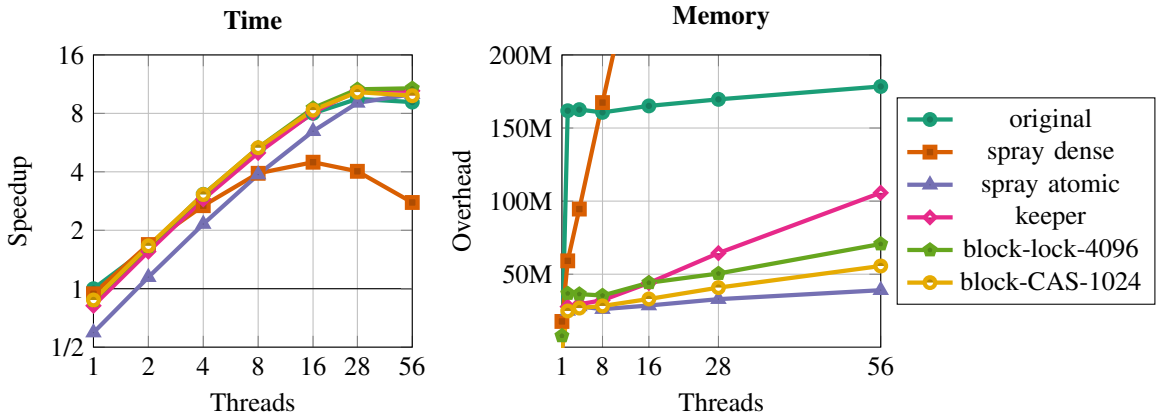 Time
16
8
4
2
1
1/2
Speedup
1 2 4 8 16 28 56
Threads
Memory
200M
150M
100M
50M
Overhead
1 8 16 28 56
Threads
original
spray dense
spray atomic
keeper
block-lock-4096
block-CAS-1024